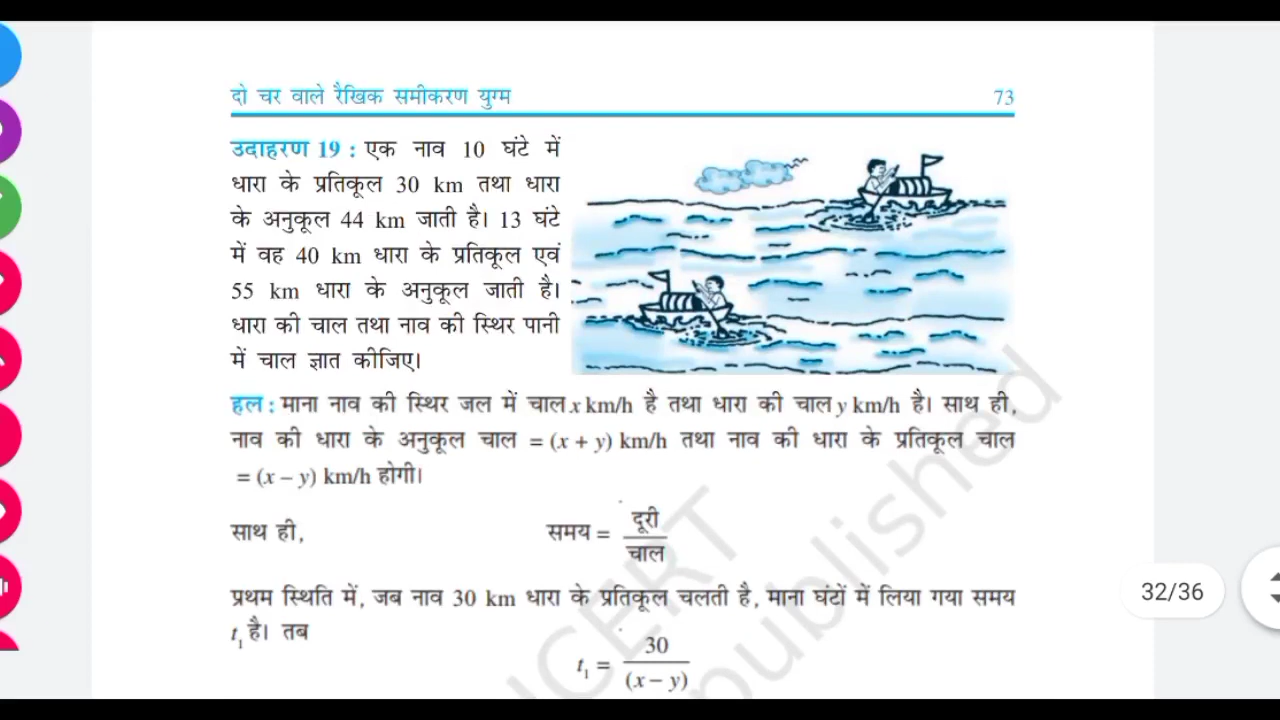 दो चर वाले रैखिक समीकरण युग्म 73
उदाहरण 19 : एक नाव 10 घंटे में
धारा के प्रतिकूल 30 km तथा धारा
के अनुकूल 44 km जाती है। 13 घंटे
में वह 40 km धारा के प्रतिकूल एवं
55 km धारा के अनुकूल जाती है।
धारा की चाल तथा नाव की स्थिर पानी
में चाल ज्ञात कीजिए।
हल : माना नाव की स्थिर जल में चाल x km/h है तथा धारा की चाल y km/h है। साथ ही,
नाव की धारा के अनुकूल चाल = (x + y) km/h तथा नाव की धारा के प्रतिकूल चाल
= (x – y) km/h होगी।
साथ ही, समय = दूरी / चाल
प्रथम स्थिति में, जब नाव 30 km धारा के प्रतिकूल चलती है, माना घंटों में लिया गया समय
t₁ है। तब
t₁ = 30 / (x – y)
32/36
NCERT
published